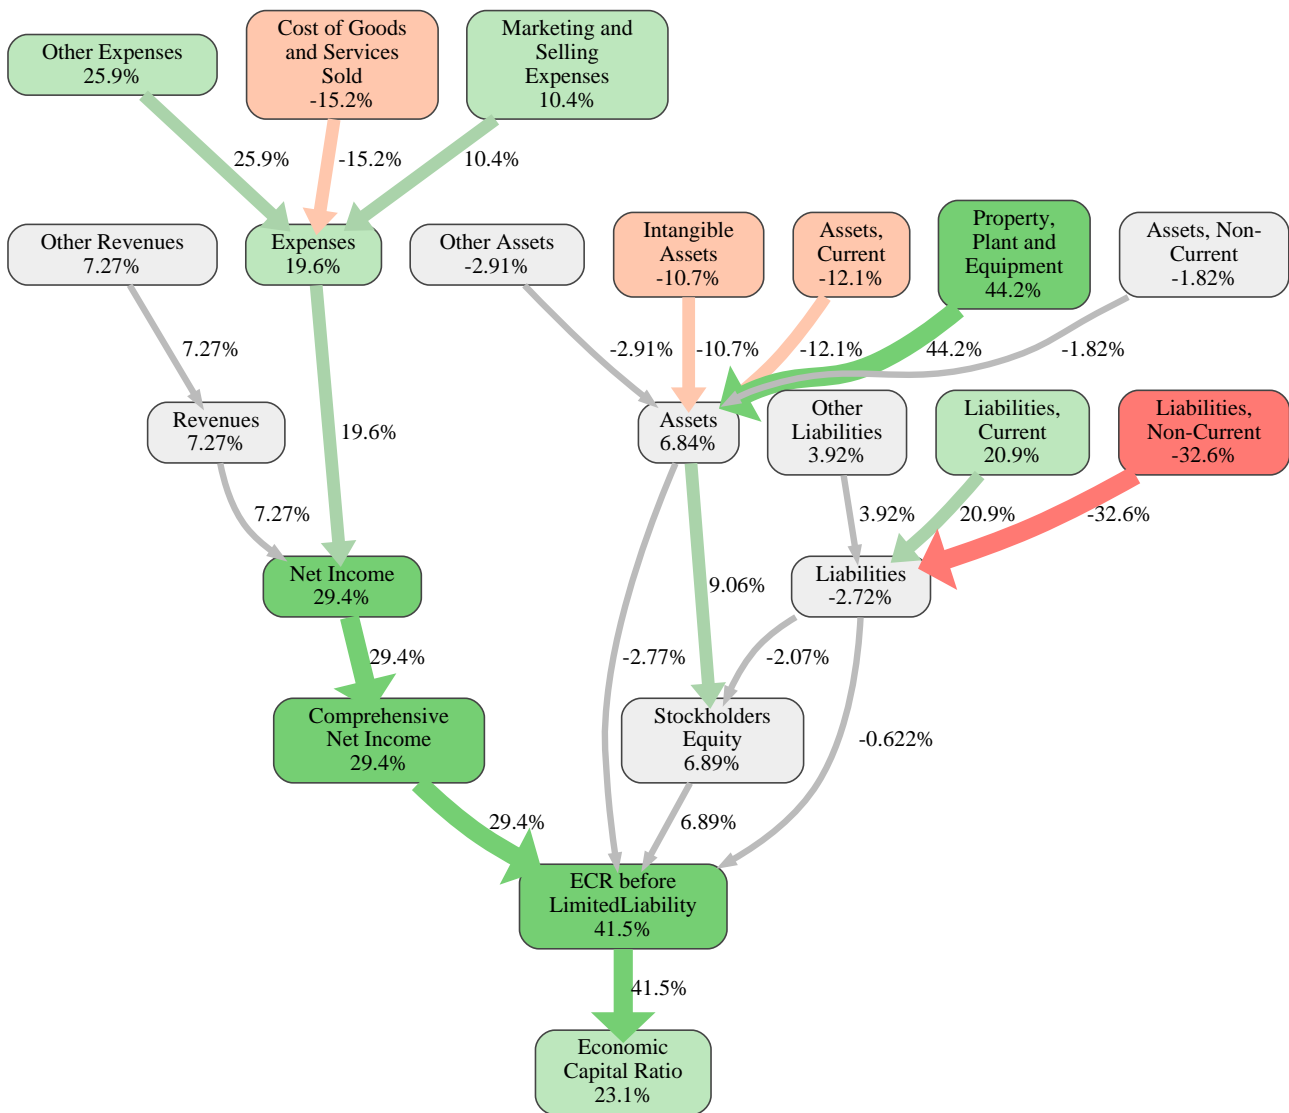 Other Expenses
25.9%
Cost of Goods
and Services
Sold
-15.2%
Marketing and
Selling
Expenses
10.4%
25.9%
-15.2%
10.4%
Other Revenues
7.27%
Expenses
19.6%
Other Assets
-2.91%
Intangible
Assets
-10.7%
Assets,
Current
-12.1%
Property,
Plant and
Equipment
44.2%
Assets, Non-
Current
-1.82%
7.27%
-2.91%
-10.7%
-12.1%
44.2%
-1.82%
Revenues
7.27%
19.6%
Assets
6.84%
Other
Liabilities
3.92%
Liabilities,
Current
20.9%
Liabilities,
Non-Current
-32.6%
7.27%
3.92%
20.9%
-32.6%
Net Income
29.4%
9.06%
Liabilities
-2.72%
29.4%
-2.77%
-2.07%
Comprehensive
Net Income
29.4%
Stockholders
Equity
6.89%
-0.622%
29.4%
6.89%
ECR before
LimitedLiability
41.5%
41.5%
Economic
Capital Ratio
23.1%